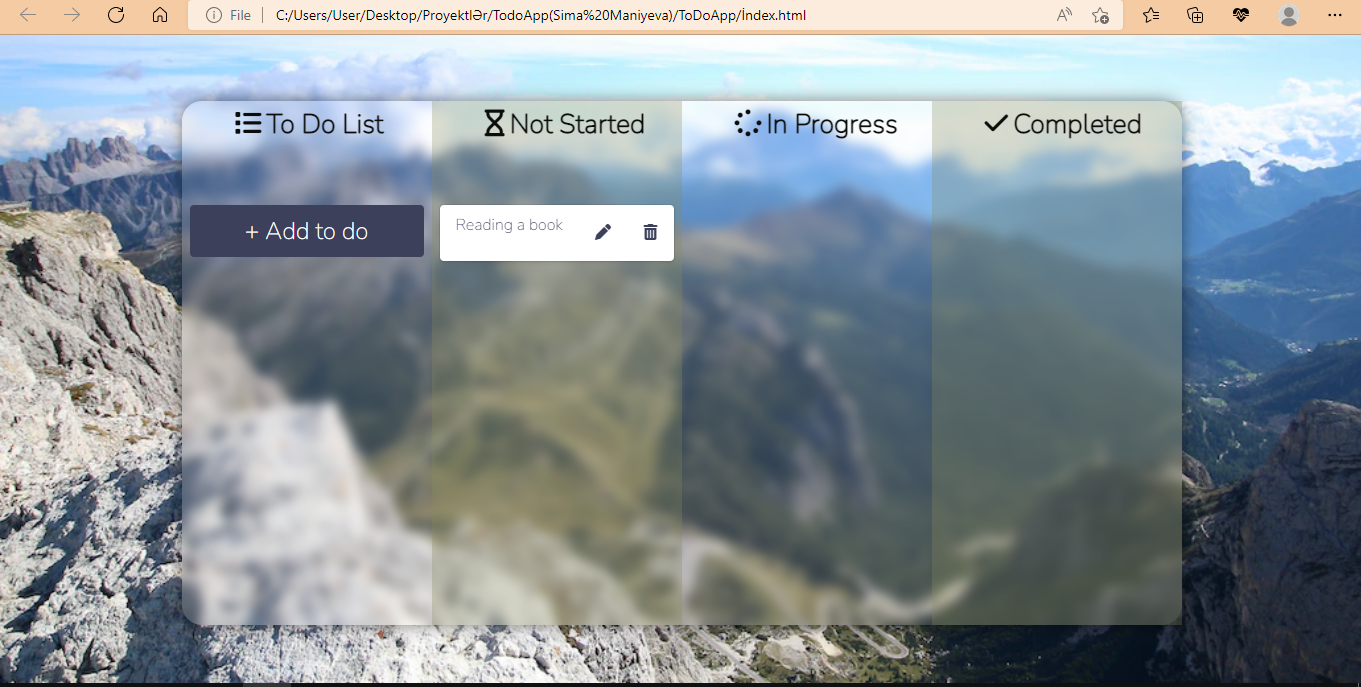 File
C:/Users/User/Desktop/Proyektlər/TodoApp(Sima%20Maniyeva)/ToDoApp/İndex.html
To Do List
Not Started
In Progress
Completed
+ Add to do
Reading a book